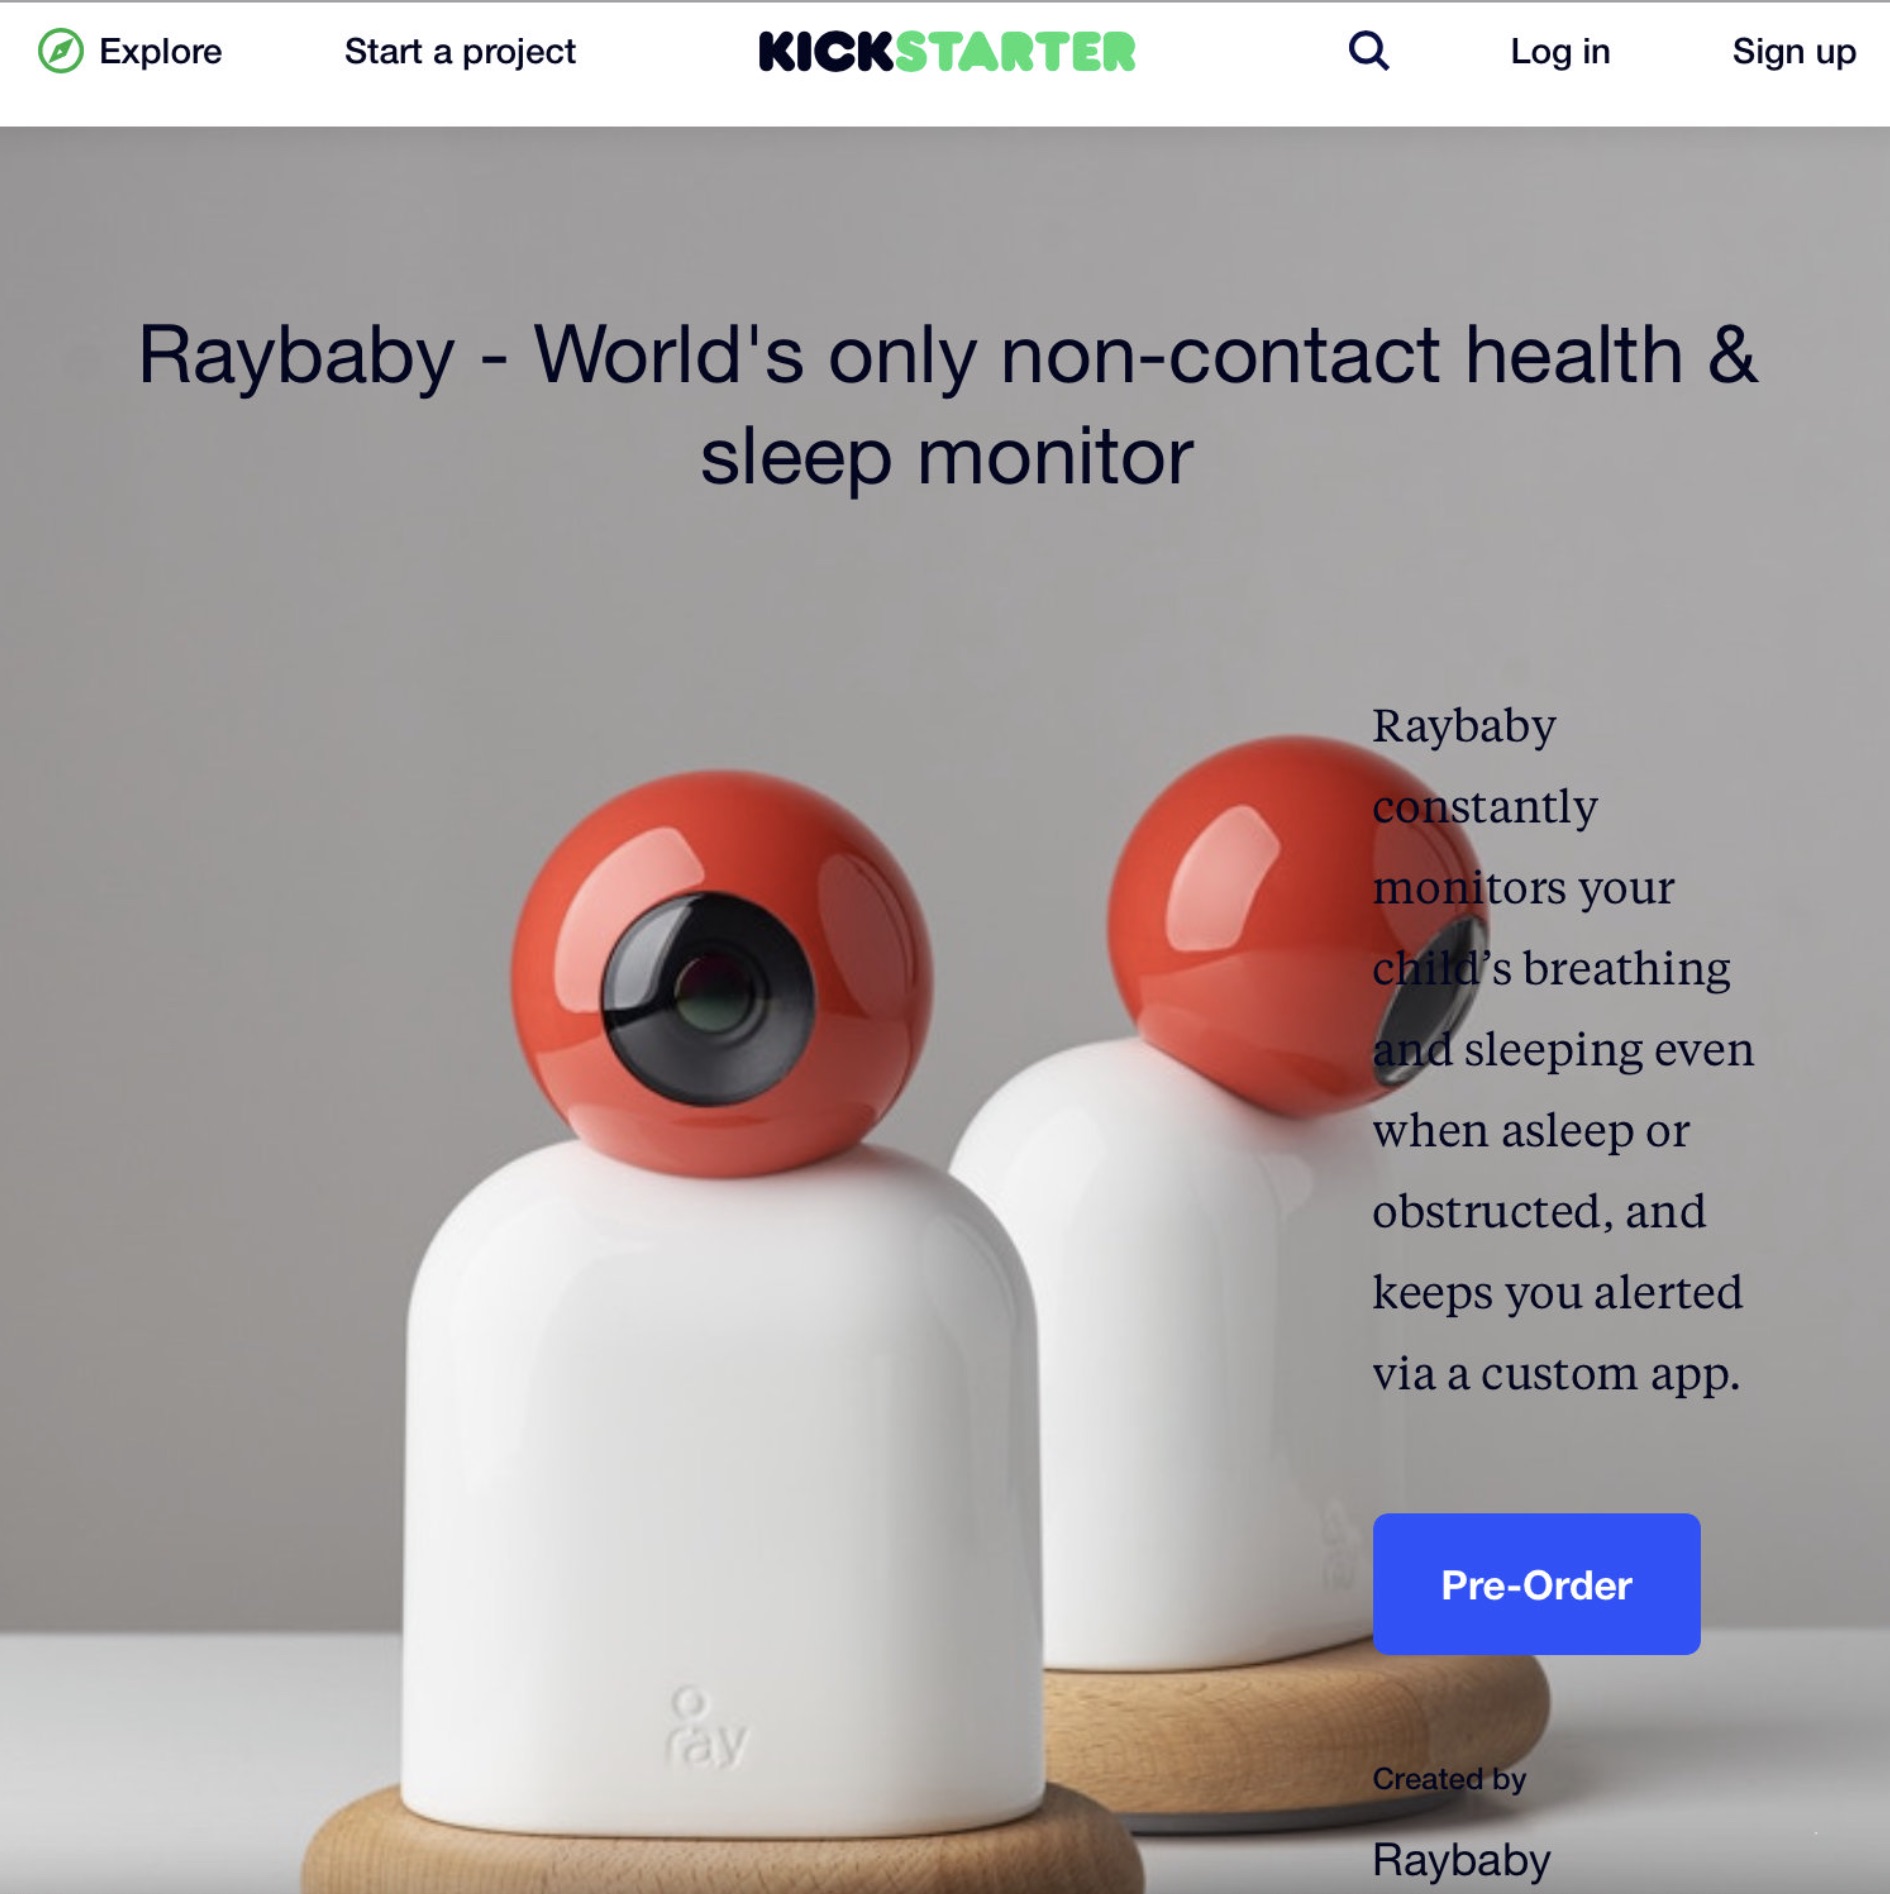 Explore
Start a project
KICKSTARTER
Log in
Sign up
Raybaby - World's only non-contact health &
sleep monitor
Raybaby
constantly
monitors your
child’s breathing
and sleeping even
when asleep or
obstructed, and
keeps you alerted
via a custom app.
Pre-Order
ray
Created by
Raybaby